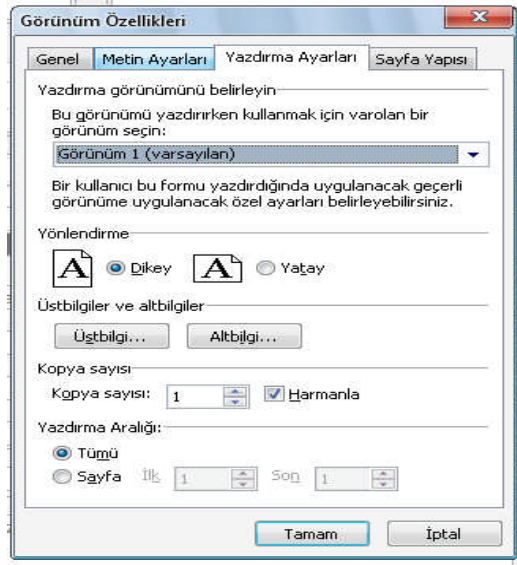 Görünüm Özellikleri
Genel Metin Ayarları Yazdırma Ayarları Sayfa Yapısı
Yazdırma görünümünü belirleyin
Bu görünümü yazdırırken kullanmak için varolan bir
görünüm seçin:
Görünüm 1 (varsayılan)
Bir kullanıcı bu formu yazdırdığında uygulanacak geçerli
görünüme uygulanacak özel ayarları belirleyebilirsiniz.
Yönlendirme
A Dikey A Yatay
Üstbilgiler ve altbilgiler
Üstbilgi... Altbilgi...
Kopya sayısı
Kopya sayısı: 1 Harmanla
Yazdırma Aralığı:
Tümü
Sayfa İlk 1 Son 1
Tamam İptal